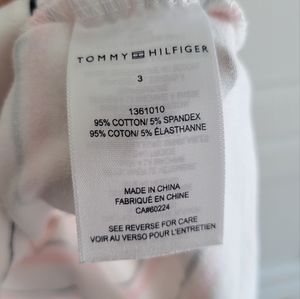 TOMMY HILFIGER
3
1361010
95% COTTON/ 5% SPANDEX
95% COTON/ 5% ÉLASTHANNE
MADE IN CHINA
FABRIQUÉ EN CHINE
CA#60224
SEE REVERSE FOR CARE
VOIR AU VERSO POUR L'ENTRETIEN